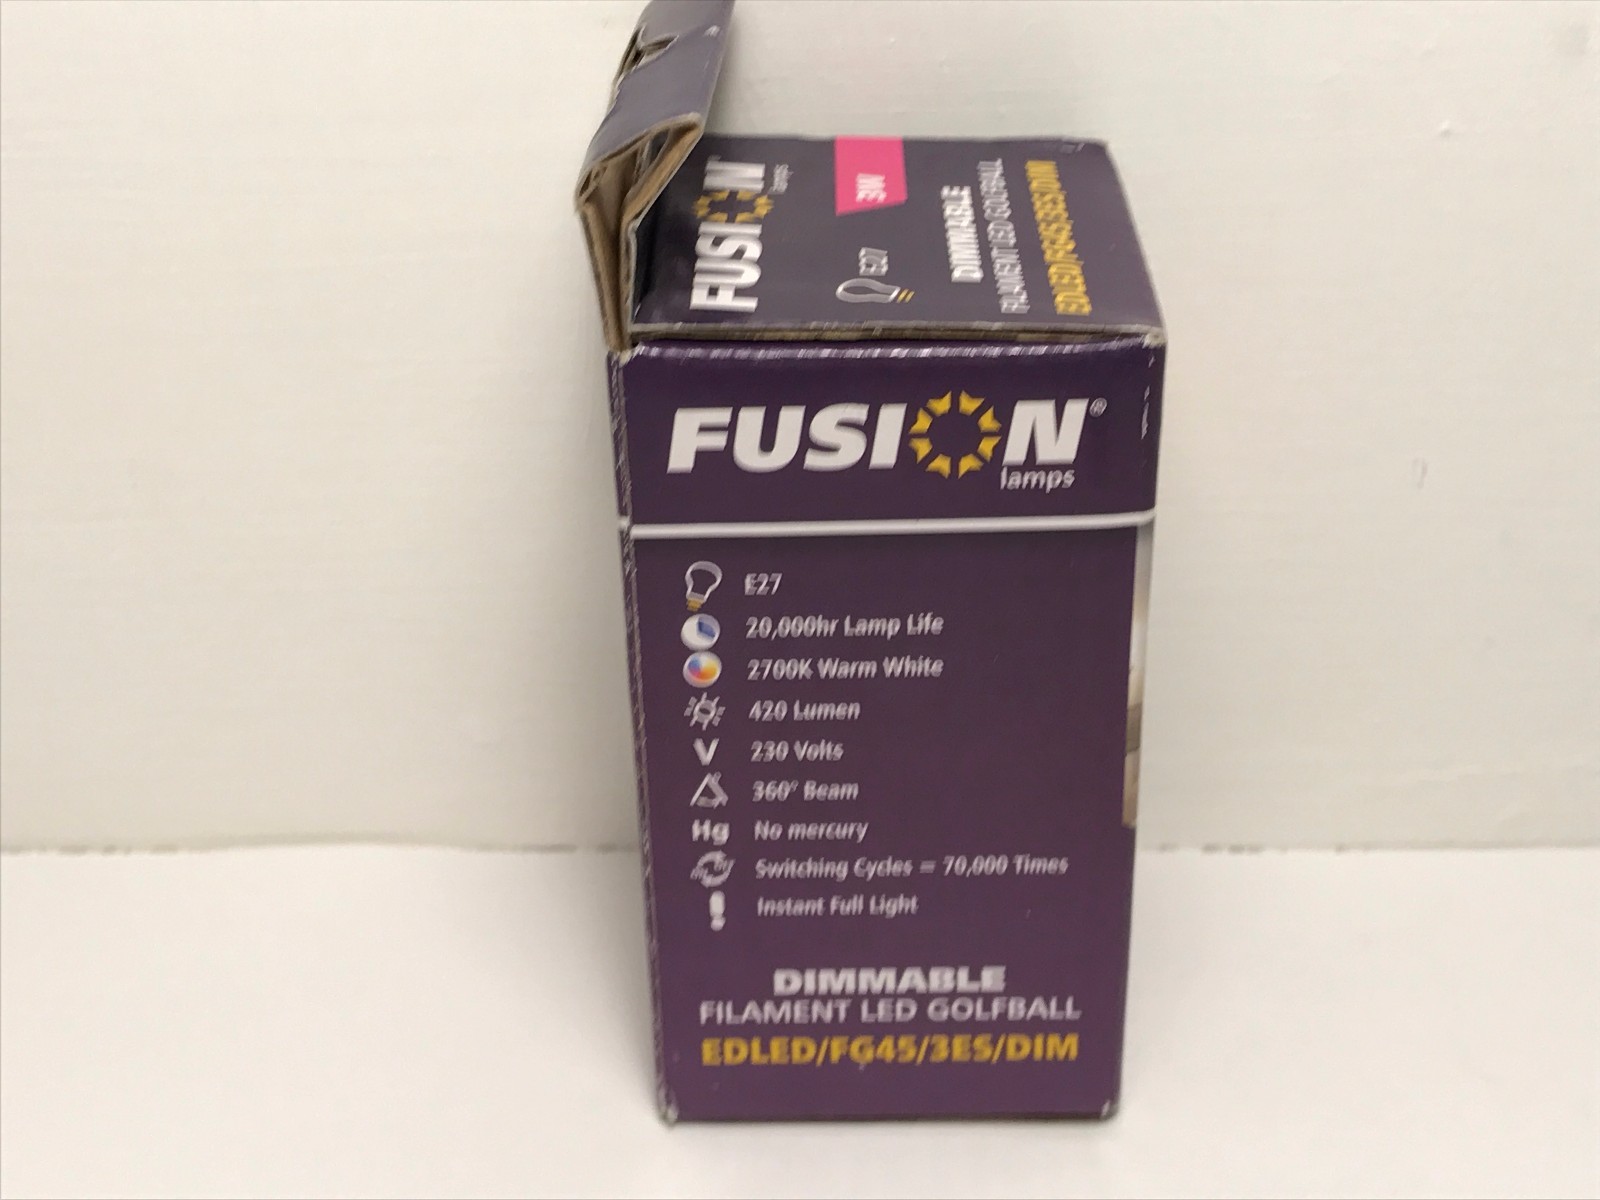 FUSION®
lamps
3W
E27
DIMMABLE
FILAMENT LED GOLFBALL
EDLED/FG45/3ES/DIM
FUSION®
lamps
E27
20,000hr Lamp Life
2700K Warm White
420 Lumen
V 230 Volts
360° Beam
Hg No mercury
Switching Cycles = 70,000 Times
Instant Full Light
DIMMABLE
FILAMENT LED GOLFBALL
EDLED/FG45/3ES/DIM